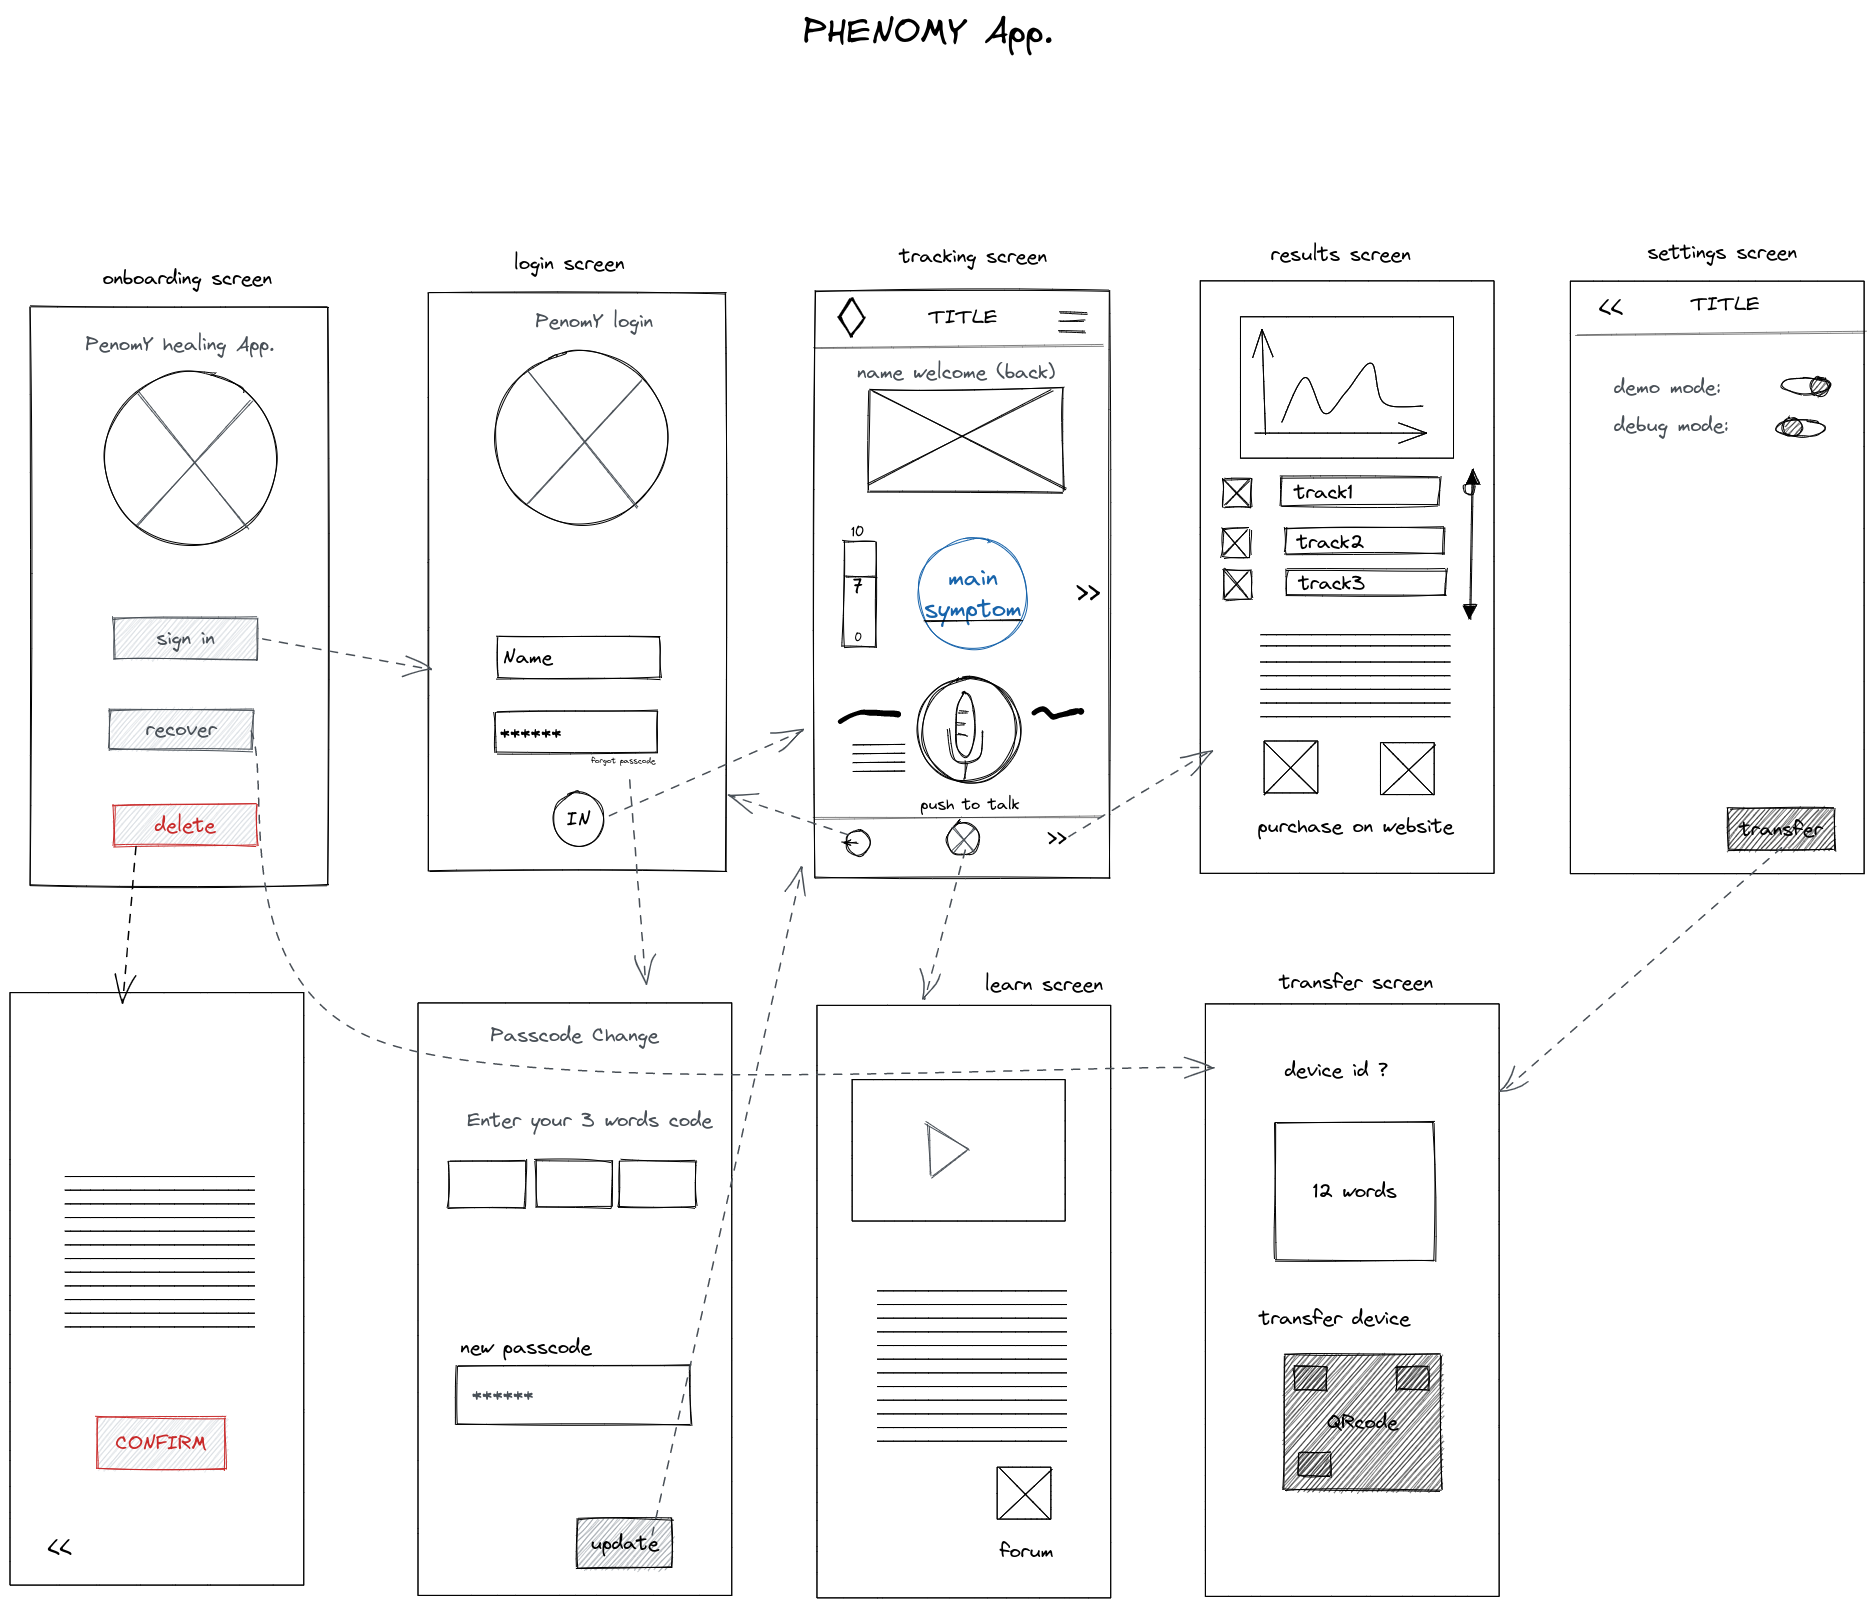 PHENOMY App.
onboarding screen
PenomY healing App.
sign in
recover
delete
login screen
PenomY login
Name
******
forgot passcode
IN
tracking screen
TITLE
name welcome (back)
10
7
0
main
symptom
>>
push to talk
>>
results screen
track1
track2
track3
purchase on website
settings screen
<< TITLE
demo mode:
debug mode:
transfer
CONFIRM
<<
Passcode Change
Enter your 3 words code
new passcode
******
update
learn screen
forum
transfer screen
device id ?
12 words
transfer device
QRcode